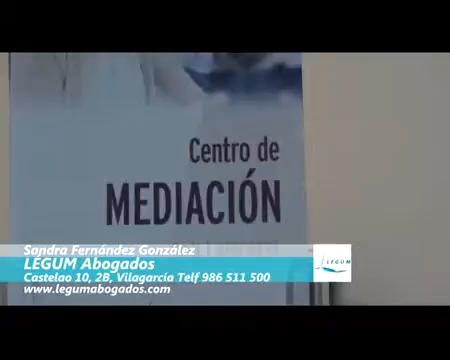 Centro de
MEDIACIÓN
Sandra Fernández González
LEGUM Abogados
LEGUM
Castelao 10, 2B, Vilagarcía Telf 986 511 500
www.legumabogados.com